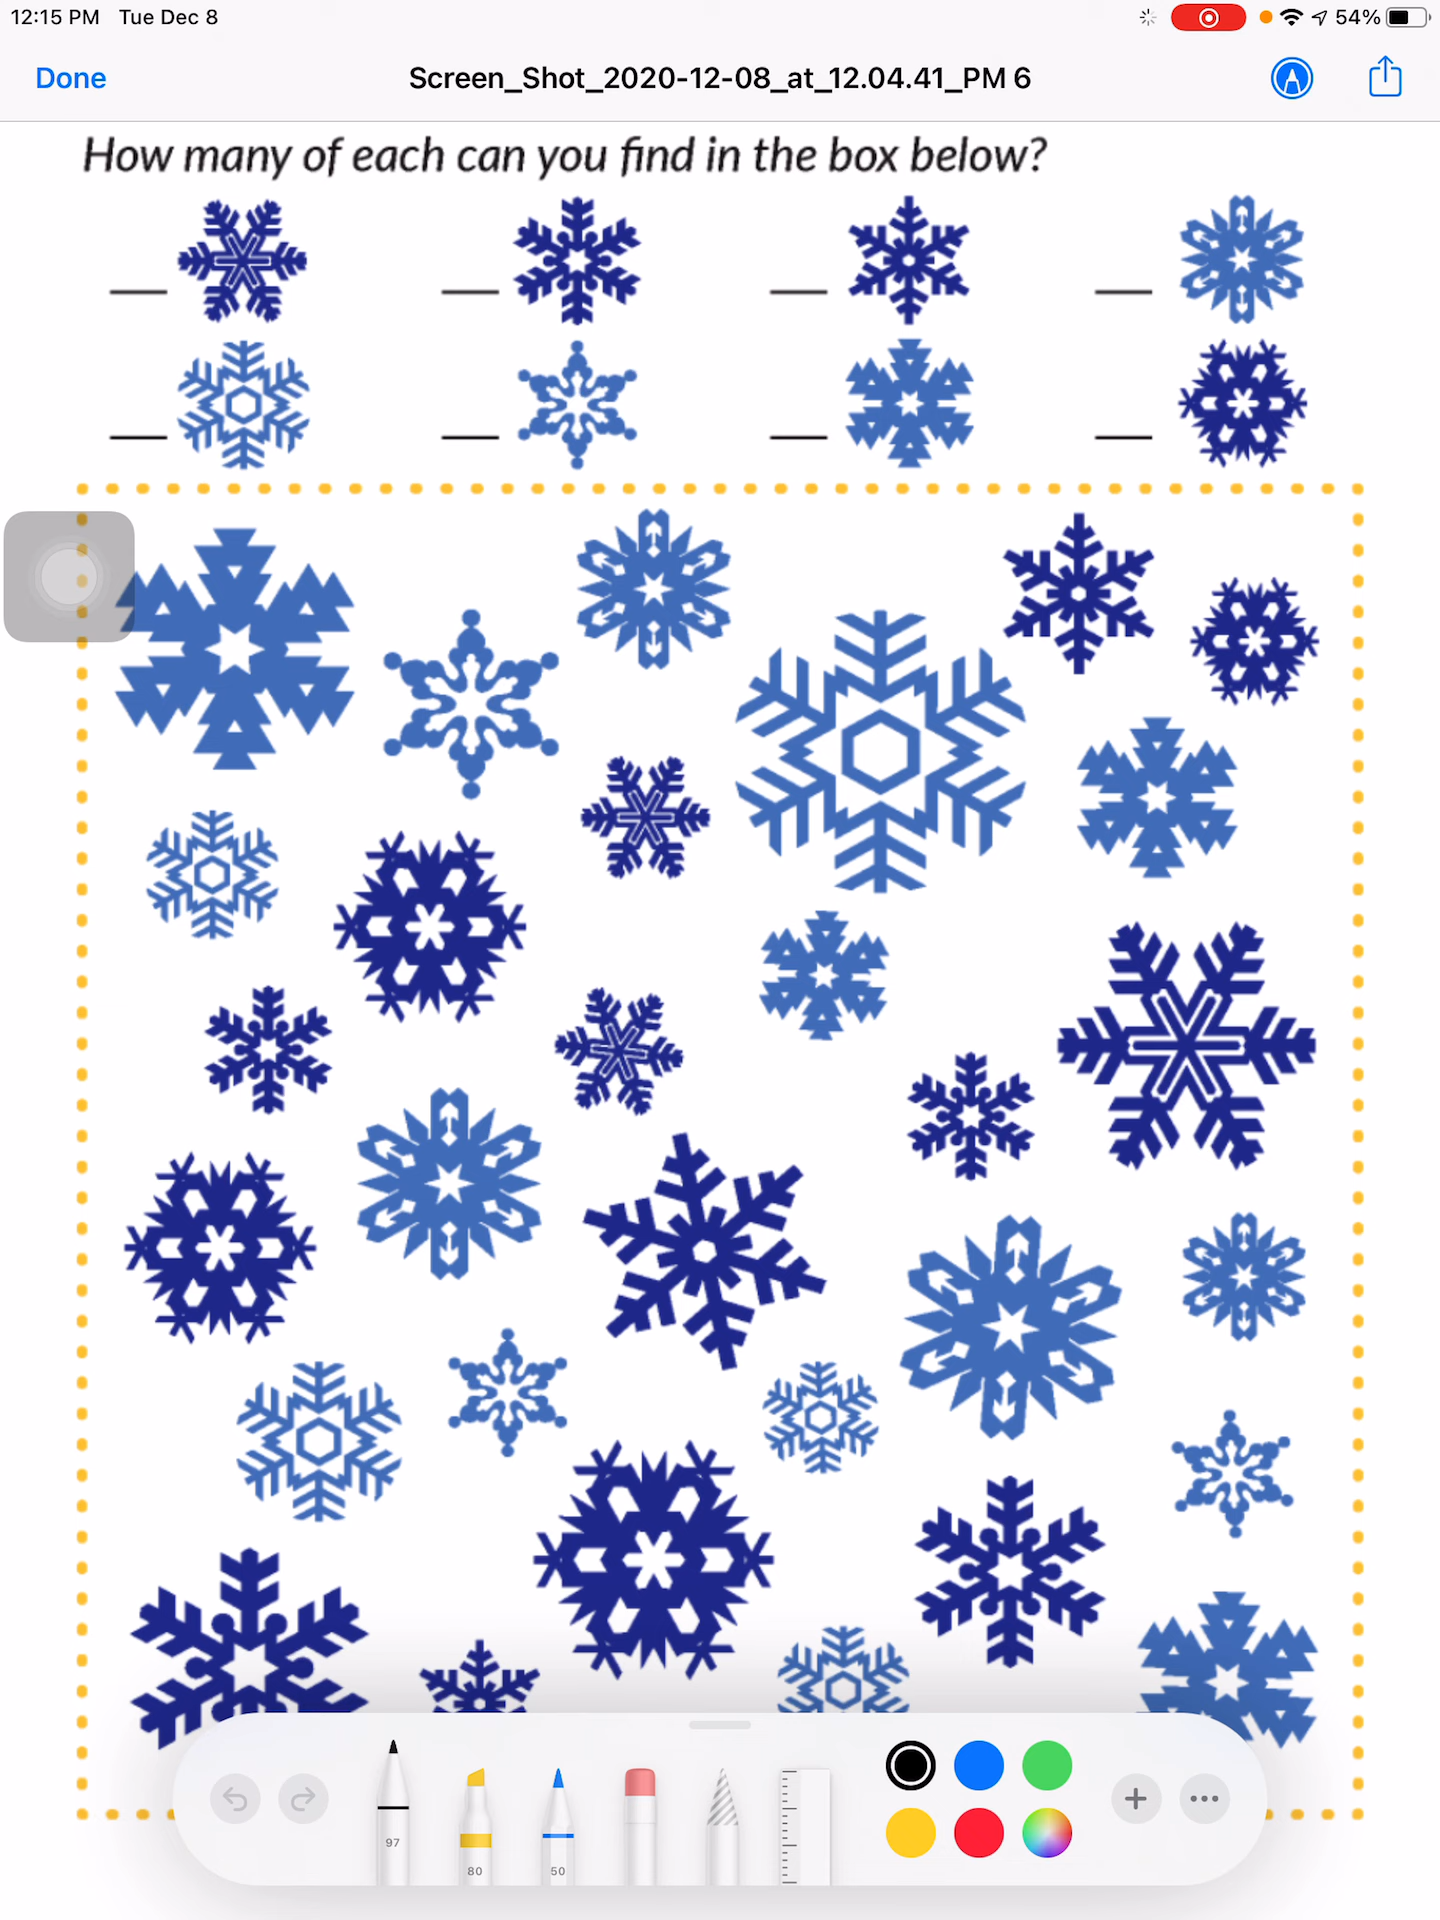 12:15 PM Tue Dec 8
54%
Done
Screen_Shot_2020-12-08_at_12.04.41_PM 6
How many of each can you find in the box below?
97
80
50